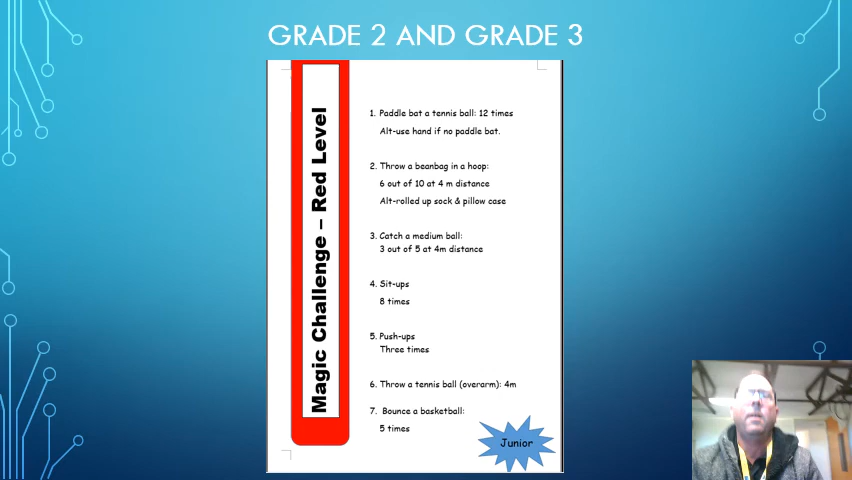 GRADE 2 AND GRADE 3
Magic Challenge – Red Level
1. Paddle bat a tennis ball: 12 times
Alt-use hand if no paddle bat.
2. Throw a beanbag in a hoop:
6 out of 10 at 4 m distance
Alt-rolled up sock & pillow case
3. Catch a medium ball:
3 out of 5 at 4m distance
4. Sit-ups
8 times
5. Push-ups
Three times
6. Throw a tennis ball (overarm): 4m
7. Bounce a basketball:
5 times
Junior